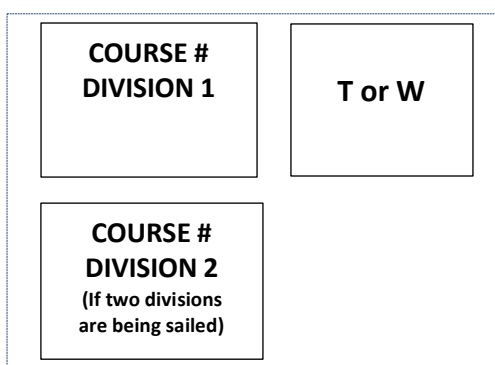 COURSE #
DIVISION 1
T or W
COURSE #
DIVISION 2
(If two divisions
are being sailed)